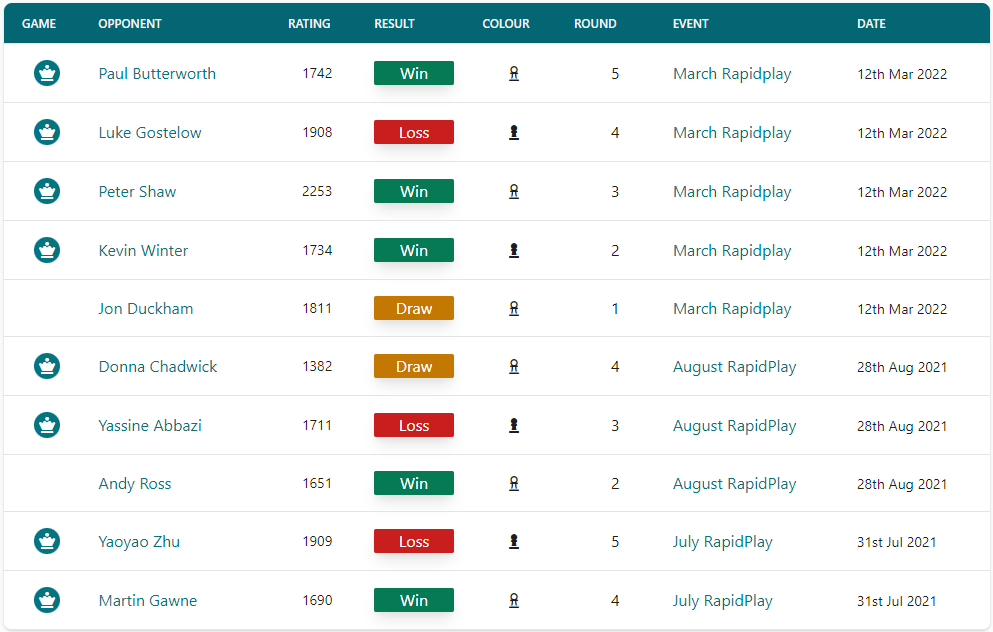 GAME OPPONENT RATING RESULT COLOUR ROUND EVENT DATE
Paul Butterworth 1742 Win 5 March Rapidplay 12th Mar 2022
Luke Gostelow 1908 Loss 4 March Rapidplay 12th Mar 2022
Peter Shaw 2253 Win 3 March Rapidplay 12th Mar 2022
Kevin Winter 1734 Win 2 March Rapidplay 12th Mar 2022
Jon Duckham 1811 Draw 1 March Rapidplay 12th Mar 2022
Donna Chadwick 1382 Draw 4 August RapidPlay 28th Aug 2021
Yassine Abbazi 1711 Loss 3 August RapidPlay 28th Aug 2021
Andy Ross 1651 Win 2 August RapidPlay 28th Aug 2021
Yaoyao Zhu 1909 Loss 5 July RapidPlay 31st Jul 2021
Martin Gawne 1690 Win 4 July RapidPlay 31st Jul 2021